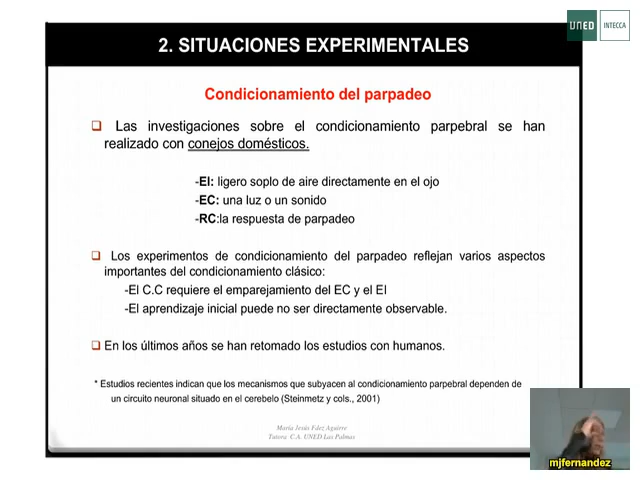 UNED
INTECCA
2. SITUACIONES EXPERIMENTALES
Condicionamiento del parpadeo
Las investigaciones sobre el condicionamiento parpebral se han
realizado con conejos domésticos.
-EI: ligero soplo de aire directamente en el ojo
-EC: una luz o un sonido
-RC:la respuesta de parpadeo
Los experimentos de condicionamiento del parpadeo reflejan varios aspectos
importantes del condicionamiento clásico:
-El C.C requiere el emparejamiento del EC y el EI
-El aprendizaje inicial puede no ser directamente observable.
En los últimos años se han retomado los estudios con humanos.
* Estudios recientes indican que los mecanismos que subyacen al condicionamiento parpebral dependen de
un circuito neuronal situado en el cerebelo (Steinmetz y cols., 2001)
María Jesús Fdez Aguirre
Tutora C.A. UNED Las Palmas
mjfernandez